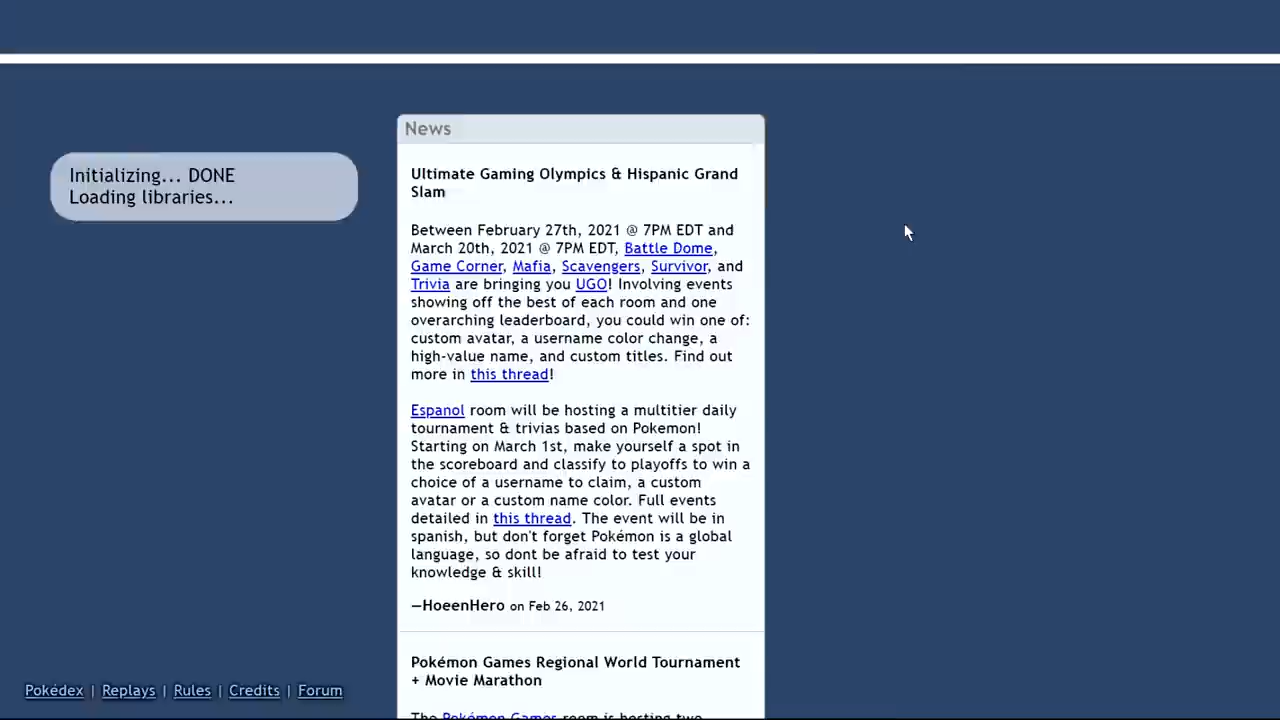 Initializing... DONE
Loading libraries...
News
Ultimate Gaming Olympics & Hispanic Grand
Slam
Between February 27th, 2021 @ 7PM EDT and
March 20th, 2021 @ 7PM EDT, Battle Dome,
Game Corner, Mafia, Scavengers, Survivor, and
Trivia are bringing you UGO! Involving events
showing off the best of each room and one
overarching leaderboard, you could win one of:
custom avatar, a username color change, a
high-value name, and custom titles. Find out
more in this thread!
Espanol room will be hosting a multitier daily
tournament & trivias based on Pokemon!
Starting on March 1st, make yourself a spot in
the scoreboard and classify to playoffs to win a
choice of a username to claim, a custom
avatar or a custom name color. Full events
detailed in this thread. The event will be in
spanish, but don't forget Pokémon is a global
language, so dont be afraid to test your
knowledge & skill!
—HoeenHero on Feb 26, 2021
Pokémon Games Regional World Tournament
+ Movie Marathon
The Pokémon Games room is hosting two
Pokédex | Replays | Rules | Credits | Forum